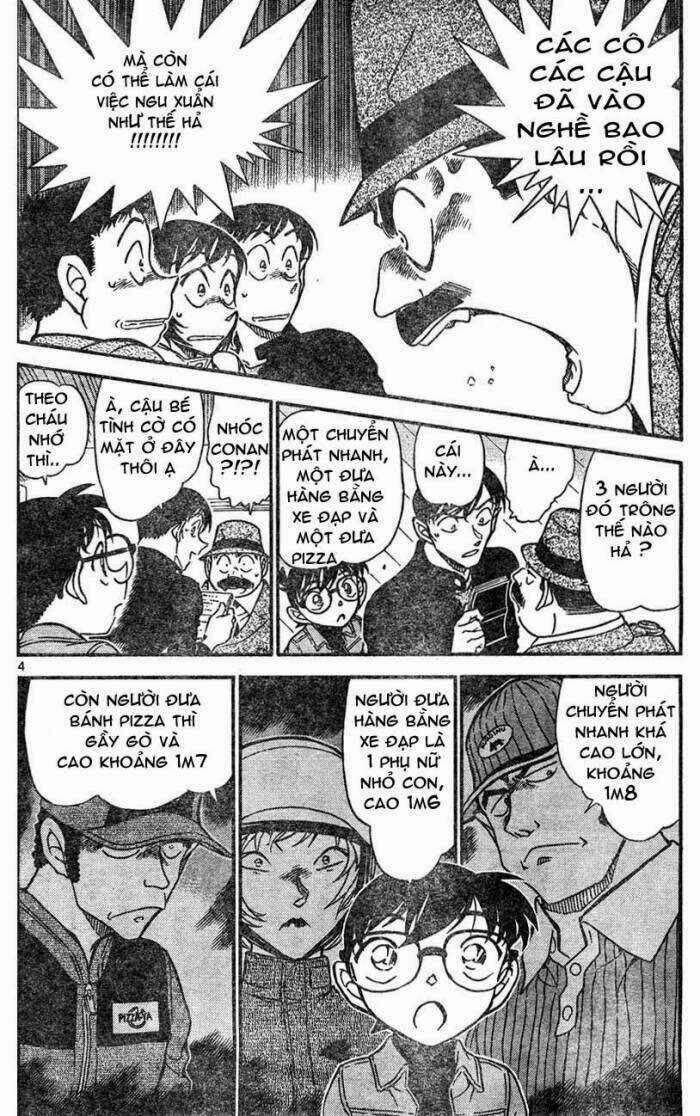 CÁC CÔ
CÁC CẬU
ĐÃ VÀO
NGHỀ BAO
LÂU RỒI
...
MÀ CÒN
CÓ THỂ LÀM CÁI
VIỆC NGU XUẨN
NHƯ THẾ HẢ
!!!!!!!!
3 NGƯỜI
ĐÓ TRÔNG
THẾ NÀO
HẢ ?
À...
CÁI
NÀY...
MỘT CHUYỂN
PHÁT NHANH,
MỘT ĐƯA
HÀNG BẰNG
XE ĐẠP VÀ
MỘT ĐƯA
PIZZA
NHÓC
CONAN
?!?!
À, CẬU BÉ
TÌNH CỜ CÓ
MẶT Ở ĐÂY
THÔI Ạ
THEO
CHÁU
NHỚ
THÌ..
4
NGƯỜI
CHUYỂN PHÁT
NHANH KHÁ
CAO LỚN,
KHOẢNG
1M8
NGƯỜI ĐƯA
HÀNG BẰNG
XE ĐẠP LÀ
1 PHỤ NỮ
NHỎ CON,
CAO 1M6
CÒN NGƯỜI ĐƯA
BÁNH PIZZA THÌ
GẦY GÒ VÀ
CAO KHOẢNG 1M7